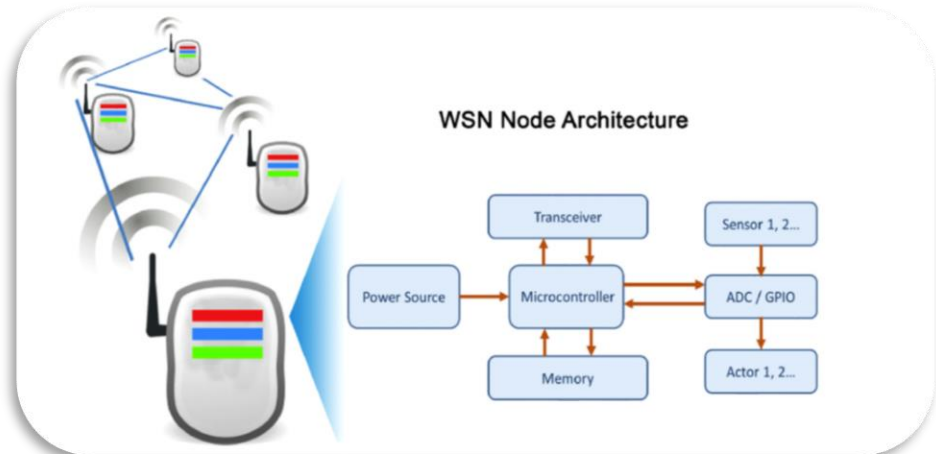 WSN Node Architecture
Transceiver
Sensor 1, 2...
Power Source
Microcontroller
ADC / GPIO
Memory
Actor 1, 2...